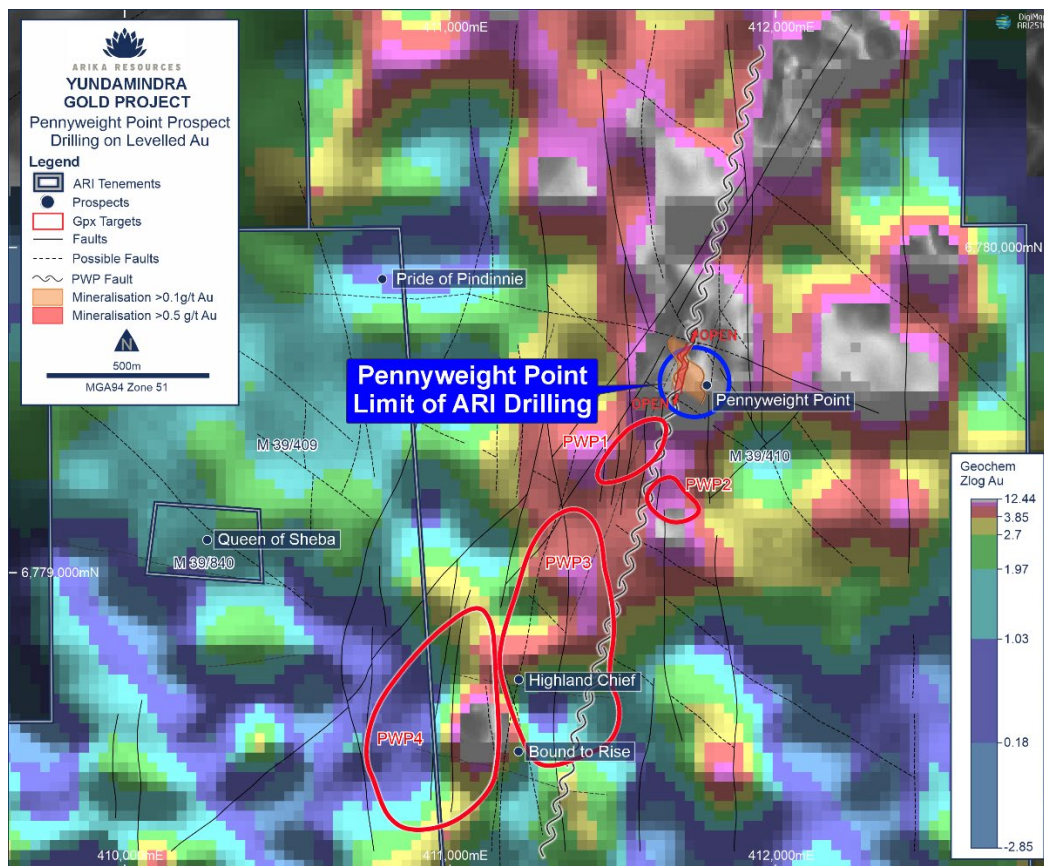 411,000mE
412,000mE
DigiMap
ARI251
ARIKA RESOURCES
YUNDAMINDRA
GOLD PROJECT
Pennyweight Point Prospect
Drilling on Levelled Au
Legend
ARI Tenements
Prospects
Gpx Targets
Faults
Possible Faults
PWP Fault
Mineralisation >0.1g/t Au
Mineralisation >0.5 g/t Au
N
500m
MGA94 Zone 51
6,780,000mN
Pride of Pindinnie
OPEN
Pennyweight Point
Limit of ARI Drilling
Pennyweight Point
OPEN
PWP1
M 39/409
M 39/410
PWP2
Geochem
Zlog Au
12.44
3.85
2.7
1.97
1.03
0.18
-2.85
Queen of Sheba
M 39/840
PWP3
6,779,000mN
Highland Chief
PWP4
Bound to Rise
410,000mE
411,000mE
412,000mE